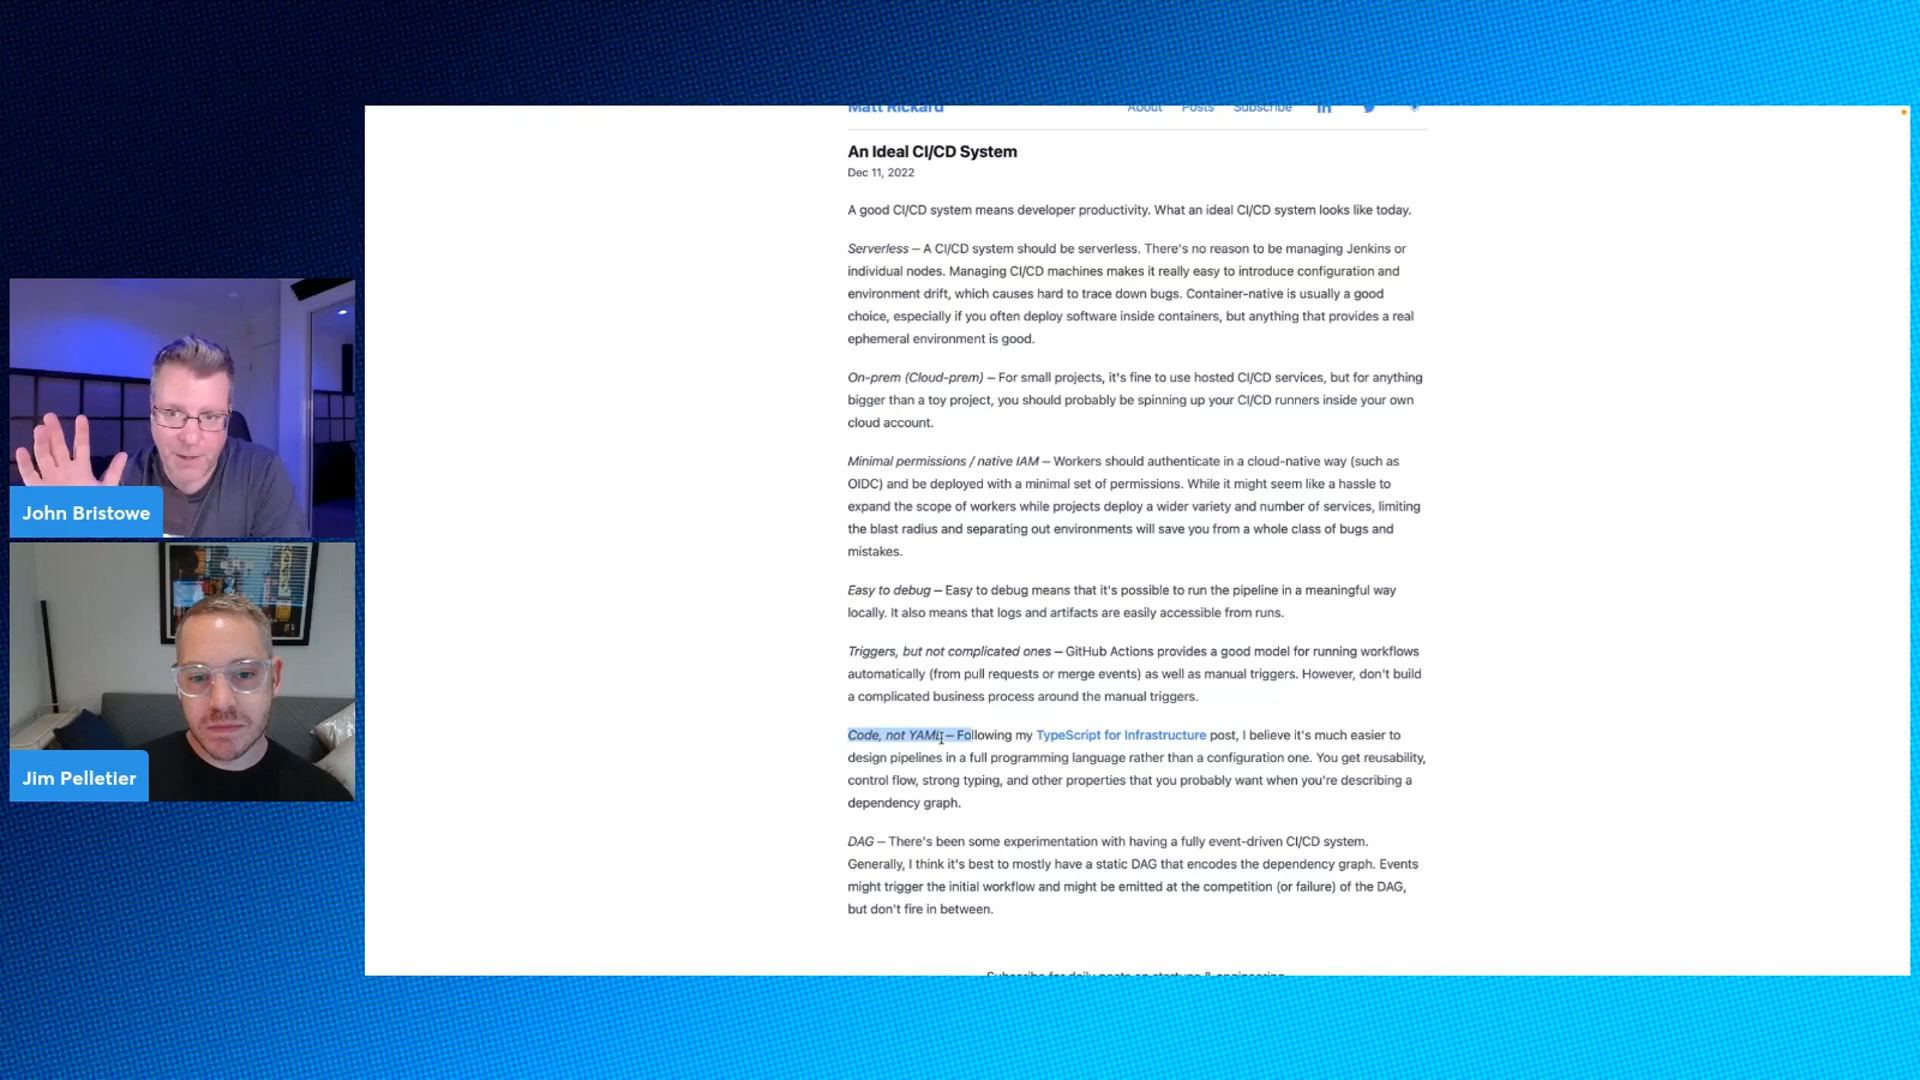 Matt Rickard About Posts Subscribe in
An Ideal CI/CD System
Dec 11, 2022
A good CI/CD system means developer productivity. What an ideal CI/CD system looks like today.
Serverless – A CI/CD system should be serverless. There's no reason to be managing Jenkins or
individual nodes. Managing CI/CD machines makes it really easy to introduce configuration and
environment drift, which causes hard to trace down bugs. Container-native is usually a good
choice, especially if you often deploy software inside containers, but anything that provides a real
ephemeral environment is good.
On-prem (Cloud-prem) – For small projects, it's fine to use hosted CI/CD services, but for anything
bigger than a toy project, you should probably be spinning up your CI/CD runners inside your own
cloud account.
Minimal permissions / native IAM – Workers should authenticate in a cloud-native way (such as
OIDC) and be deployed with a minimal set of permissions. While it might seem like a hassle to
expand the scope of workers while projects deploy a wider variety and number of services, limiting
the blast radius and separating out environments will save you from a whole class of bugs and
mistakes.
Easy to debug – Easy to debug means that it's possible to run the pipeline in a meaningful way
locally. It also means that logs and artifacts are easily accessible from runs.
Triggers, but not complicated ones – GitHub Actions provides a good model for running workflows
automatically (from pull requests or merge events) as well as manual triggers. However, don't build
a complicated business process around the manual triggers.
Code, not YAML – Following my TypeScript for Infrastructure post, I believe it's much easier to
design pipelines in a full programming language rather than a configuration one. You get reusability,
control flow, strong typing, and other properties that you probably want when you're describing a
dependency graph.
DAG – There's been some experimentation with having a fully event-driven CI/CD system.
Generally, I think it's best to mostly have a static DAG that encodes the dependency graph. Events
might trigger the initial workflow and might be emitted at the competition (or failure) of the DAG,
but don't fire in between.
Subscribe for daily posts on startups & engineering
John Bristowe
Jim Pelletier